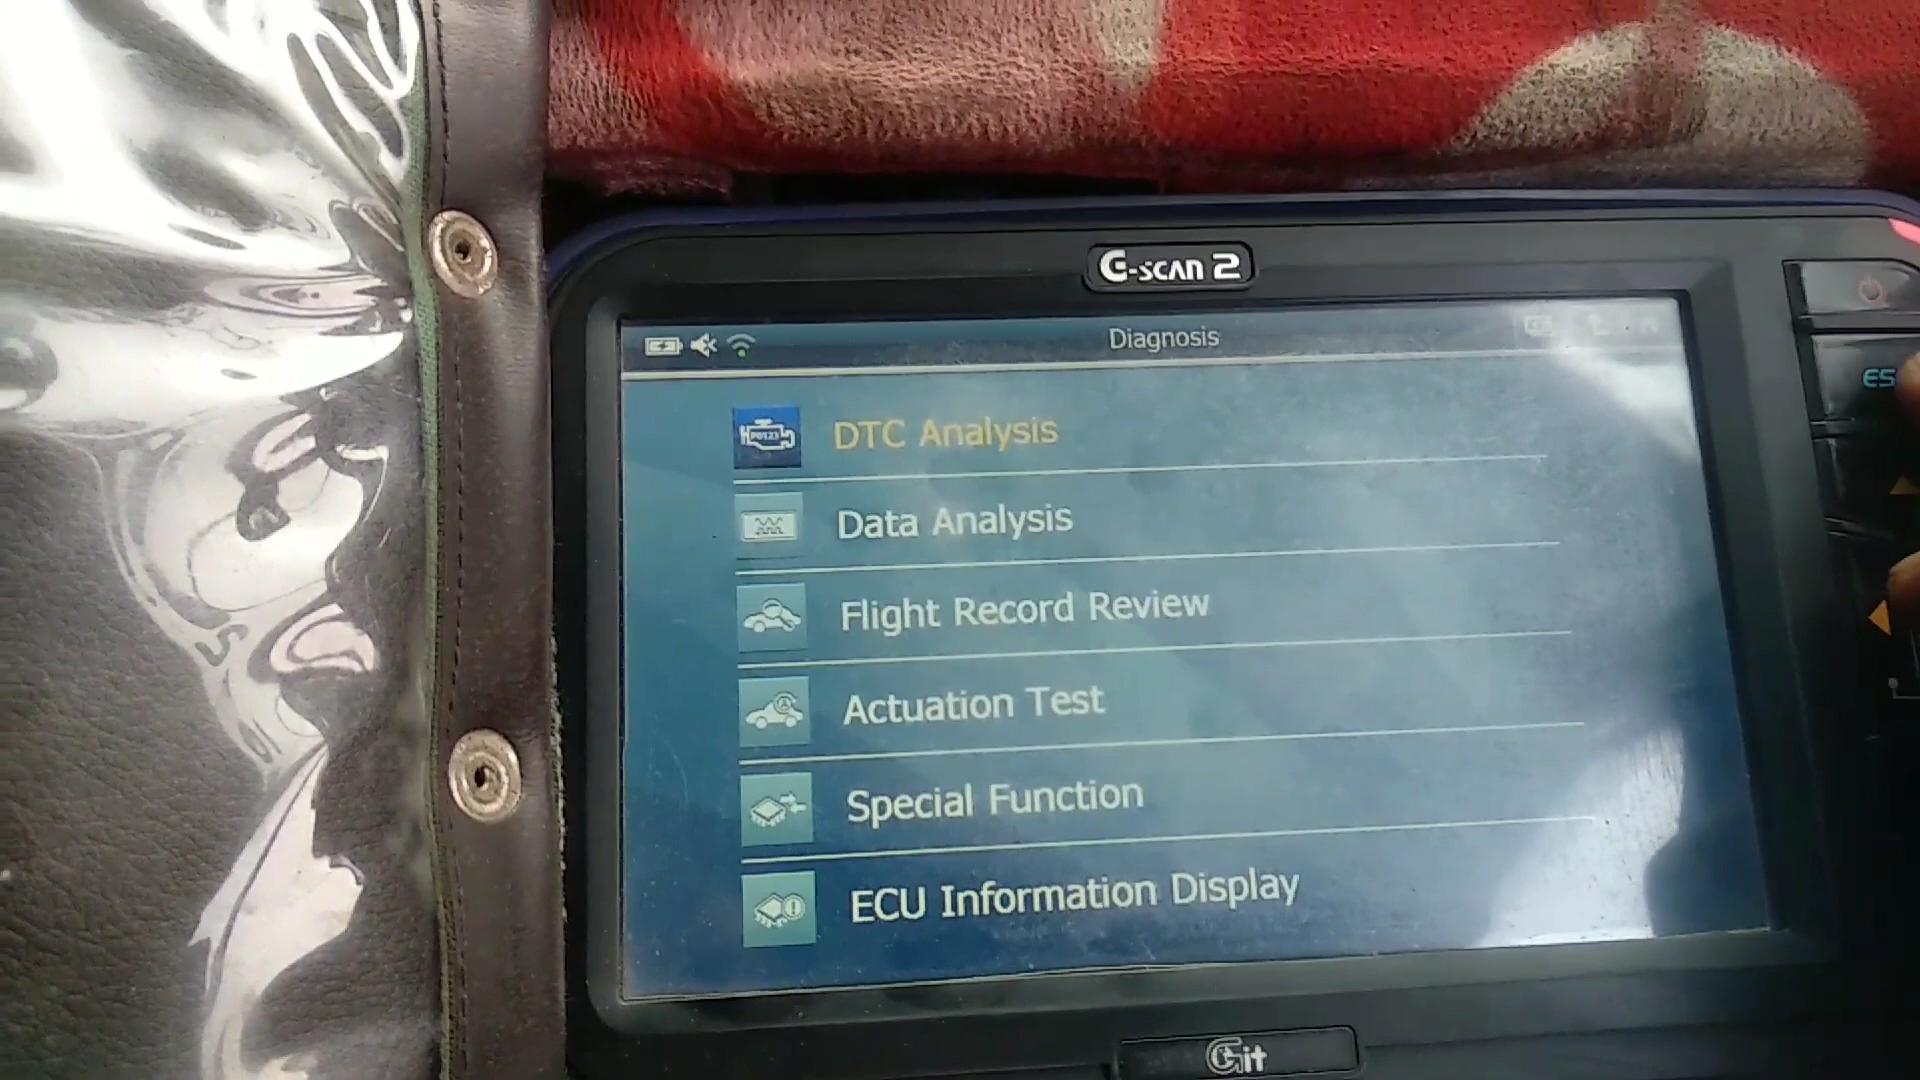 G-SCAN 2
Diagnosis
DTC Analysis
Data Analysis
Flight Record Review
Actuation Test
Special Function
ECU Information Display
ES
Git